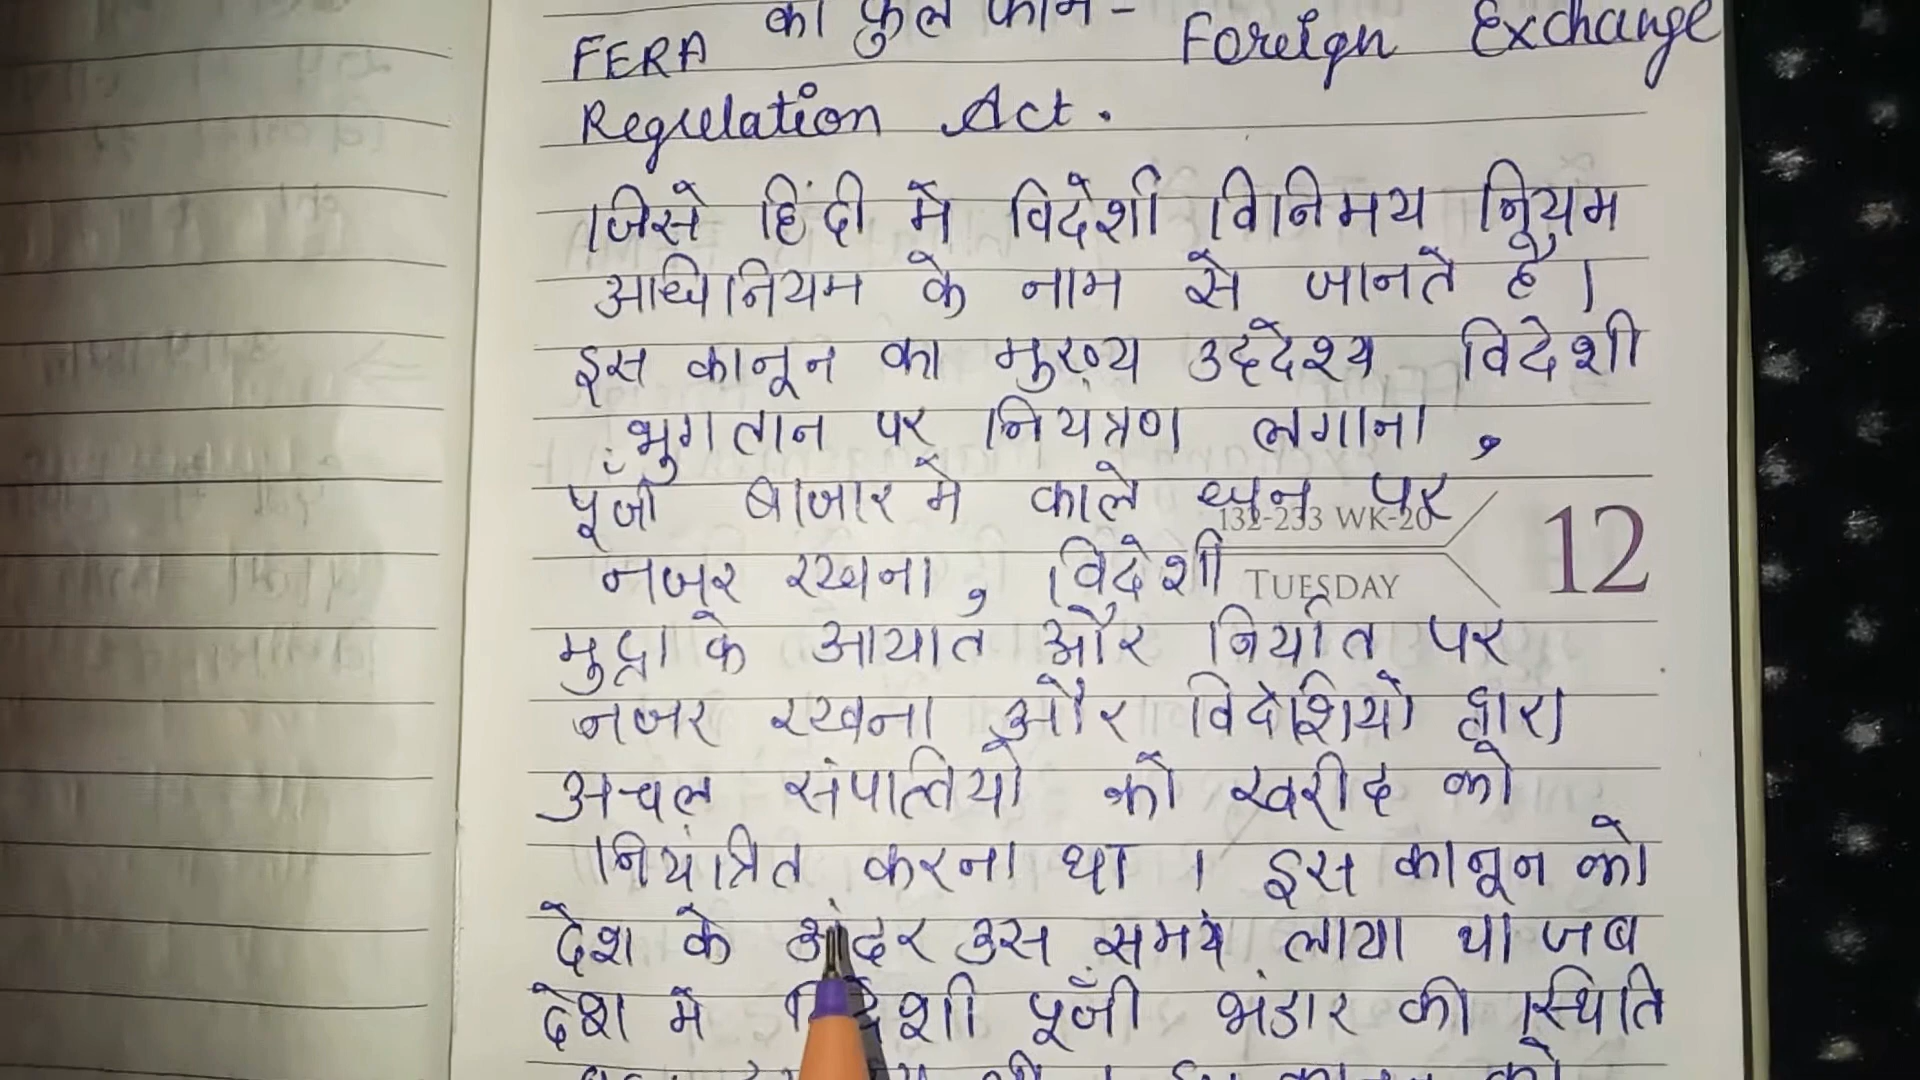 FERA का फुल फॉर्म - Foreign Exchange
Regulation Act.
जिसे हिंदी में विदेशी विनिमय नियम
अधिनियम के नाम से जानते है।
इस कानून का मुख्य उद्देश्य विदेशी
भुगतान पर नियंत्रण लगाना,
पूँजी बाजार में काले धन पर
132-233 WK-20
12
नजर रखना, विदेशी
TUESDAY
मुद्रा के आयात और निर्यात पर
नजर रखना और विदेशियों द्वारा
अचल संपत्तियों की खरीद को
नियंत्रित करना था। इस कानून को
देश के अंदर उस समय लाया था जब
देश में विदेशी पूँजी भंडार की स्थिति